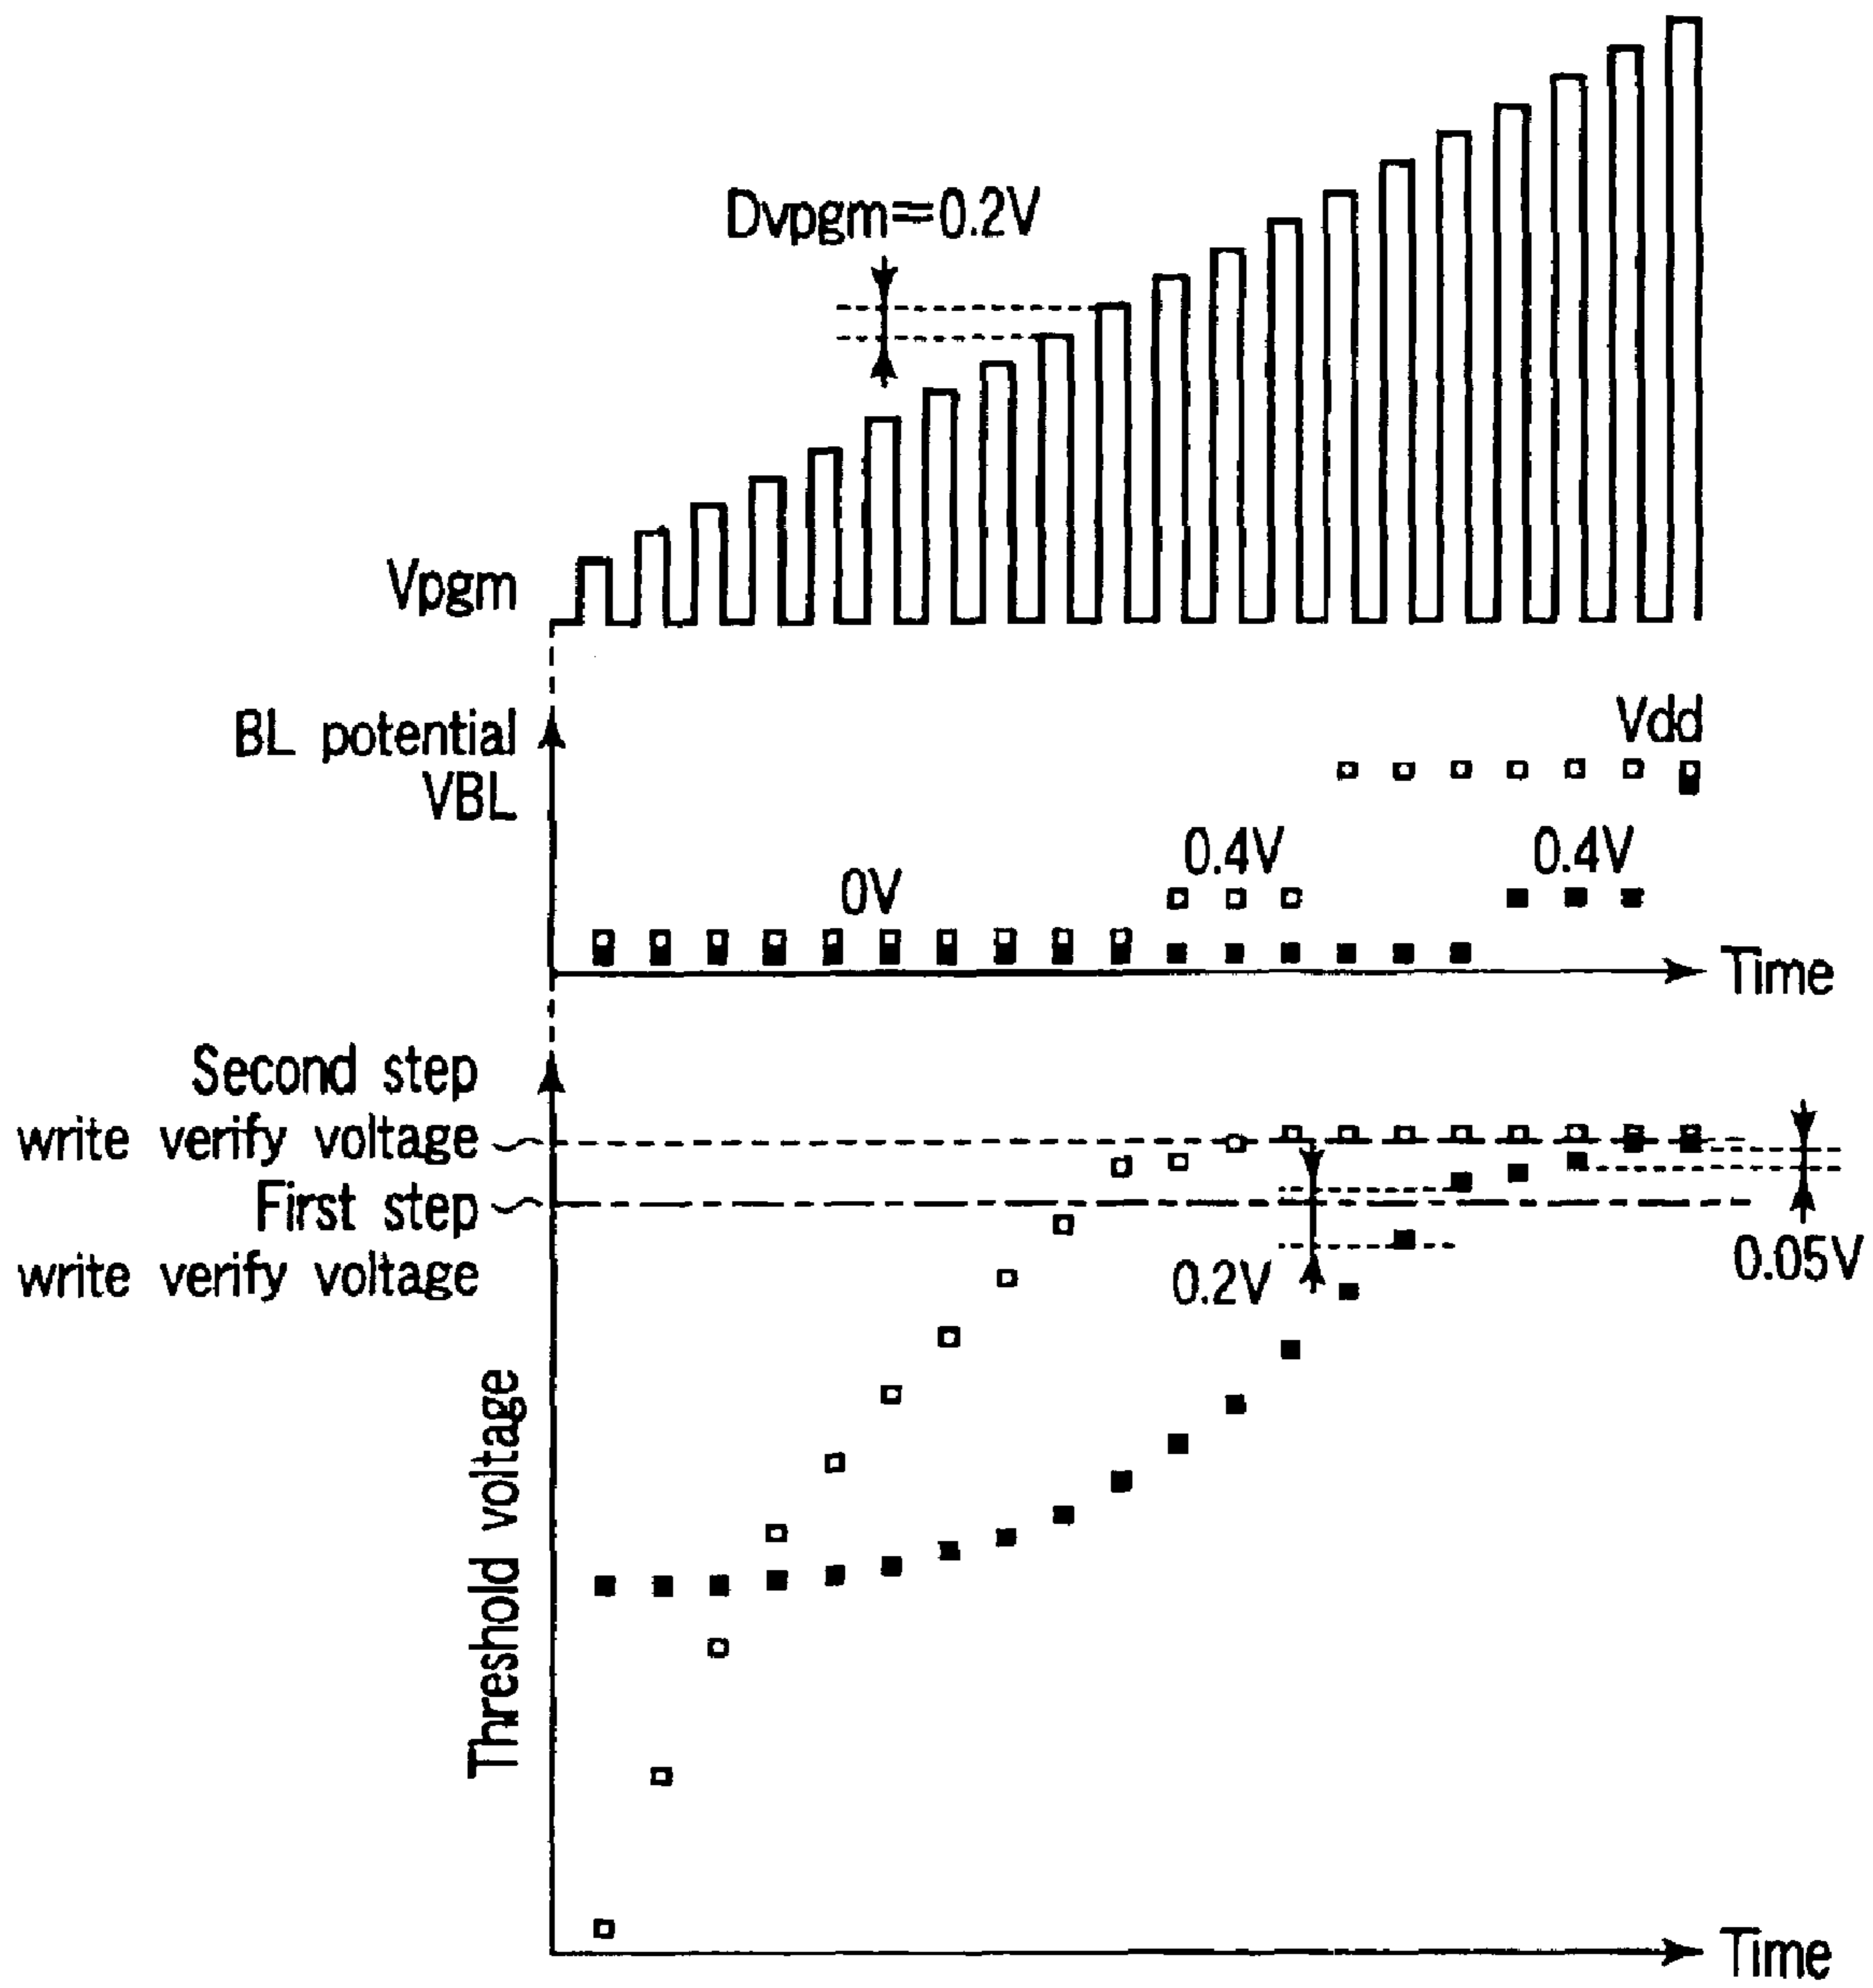 Dvpgm=0.2V
Vpgm
BL potential
VBL
Vdd
0.4V
0.4V
0V
Time
Second step
write verify voltage
First step
write verify voltage
0.2V
0.05V
Threshold voltage
Time